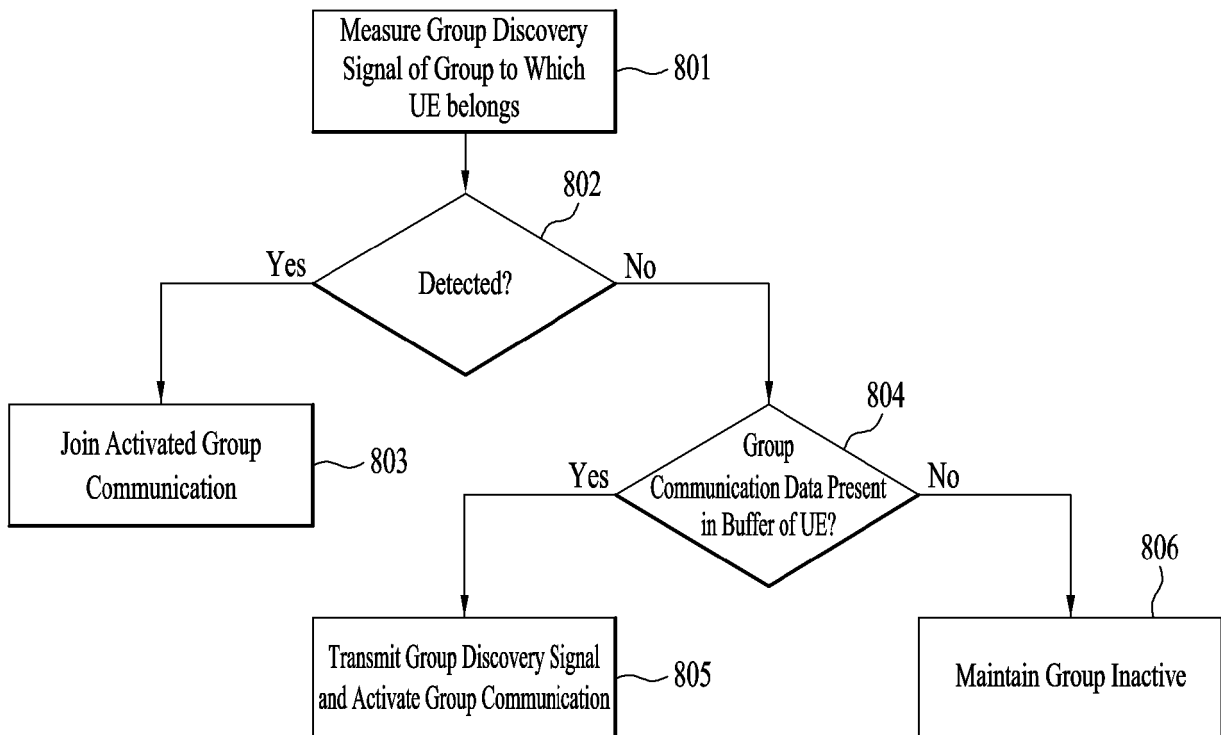 Measure Group Discovery
Signal of Group to Which
UE belongs
801
802
Yes
Detected?
No
Join Activated Group
Communication
803
804
Group
Communication Data Present
in Buffer of UE?
Yes
No
Transmit Group Discovery Signal
and Activate Group Communication
805
806
Maintain Group Inactive